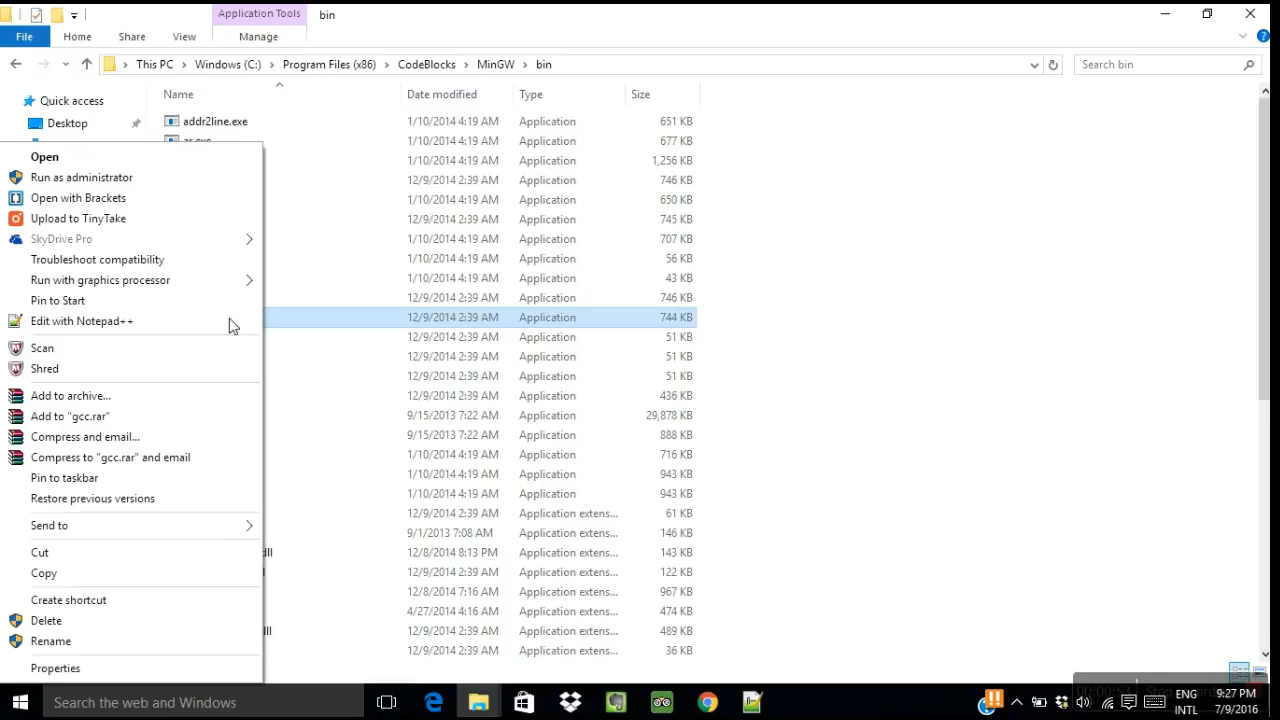 Application Tools
bin
File
Home
Share
View
Manage
This PC
Windows (C:)
Program Files (x86)
CodeBlocks
MinGW
bin
Search bin
Name
Date modified
Type
Size
Quick access
Desktop
addr2line.exe
1/10/2014 4:19 AM Application 651 KB
ar.exe
1/10/2014 4:19 AM Application 677 KB
1/10/2014 4:19 AM Application 1,256 KB
12/9/2014 2:39 AM Application 746 KB
1/10/2014 4:19 AM Application 650 KB
12/9/2014 2:39 AM Application 745 KB
1/10/2014 4:19 AM Application 707 KB
1/10/2014 4:19 AM Application 56 KB
1/10/2014 4:19 AM Application 43 KB
12/9/2014 2:39 AM Application 746 KB
12/9/2014 2:39 AM Application 744 KB
12/9/2014 2:39 AM Application 51 KB
12/9/2014 2:39 AM Application 51 KB
12/9/2014 2:39 AM Application 51 KB
12/9/2014 2:39 AM Application 436 KB
9/15/2013 7:22 AM Application 29,878 KB
9/15/2013 7:22 AM Application 888 KB
1/10/2014 4:19 AM Application 716 KB
1/10/2014 4:19 AM Application 943 KB
1/10/2014 4:19 AM Application 943 KB
12/9/2014 2:39 AM Application extens... 61 KB
9/1/2013 7:08 AM Application extens... 146 KB
dll 12/8/2014 8:13 PM Application extens... 143 KB
12/9/2014 2:39 AM Application extens... 122 KB
12/8/2014 7:16 AM Application extens... 967 KB
4/27/2014 4:16 AM Application extens... 474 KB
dll 12/9/2014 2:39 AM Application extens... 489 KB
12/9/2014 2:39 AM Application extens... 36 KB
Open
Run as administrator
Open with Brackets
Upload to TinyTake
SkyDrive Pro
Troubleshoot compatibility
Run with graphics processor
Pin to Start
Edit with Notepad++
Scan
Shred
Add to archive...
Add to "gcc.rar"
Compress and email...
Compress to "gcc.rar" and email
Pin to taskbar
Restore previous versions
Send to
Cut
Copy
Create shortcut
Delete
Rename
Properties
Search the web and Windows
ENG
INTL
9:27 PM
7/9/2016